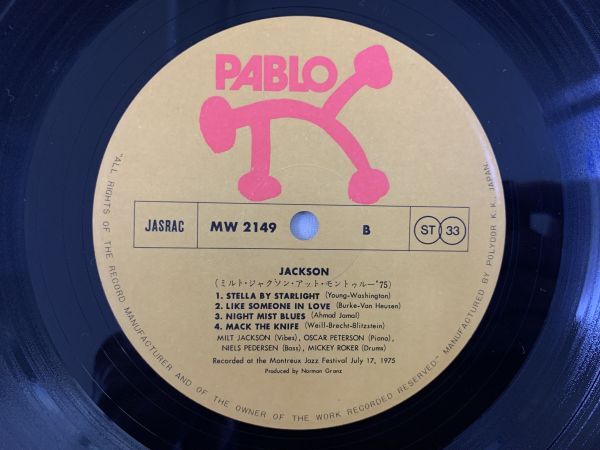 PABLO
JASRAC MW 2149 B ST 33
JACKSON
(ミルト・ジャクソン・アット・モントゥルー'75)
1. STELLA BY STARLIGHT (Young-Washington)
2. LIKE SOMEONE IN LOVE (Burke-Van Heusen)
3. NIGHT MIST BLUES (Ahmad Jamal)
4. MACK THE KNIFE (Weill-Brecht-Blitzstein)
MILT JACKSON (Vibes), OSCAR PETERSON (Piano),
NIELS PEDERSEN (Bass), MICKEY ROKER (Drums)
Recorded at the Montreux Jazz Festival July 17, 1975
Produced by Norman Granz
"ALL RIGHTS OF THE RECORD MANUFACTURER AND OF THE OWNER OF THE WORK RECORDED RESERVED." MANUFACTURED BY POLYDOR K.K., JAPAN.